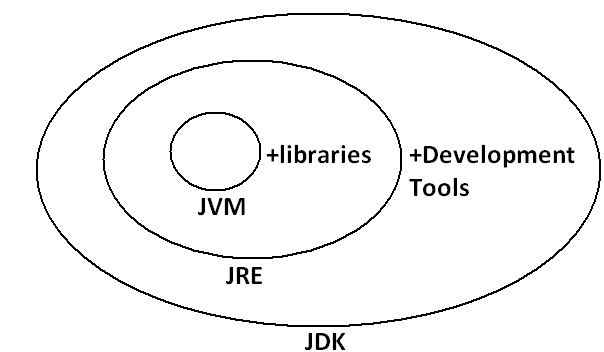 +libraries
+Development
Tools
JVM
JRE
JDK